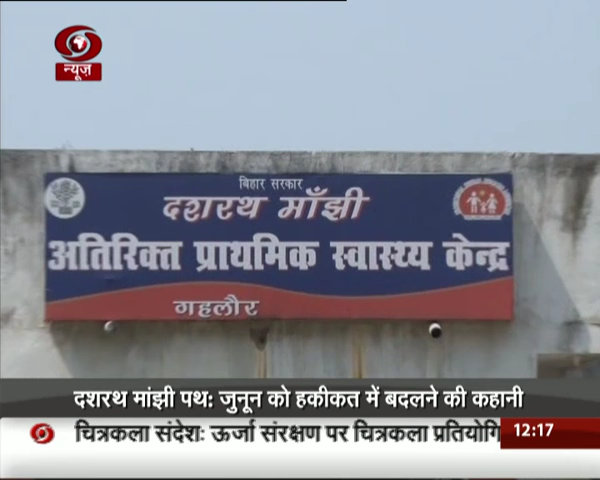 न्यूज़
बिहार सरकार
दशरथ माँझी
अतिरिक्त प्राथमिक स्वास्थ्य केन्द्र
गहलौर
दशरथ मांझी पथ: जुनून को हकीकत में बदलने की कहानी
चित्रकला संदेशः ऊर्जा संरक्षण पर चित्रकला प्रतियोगि
12:17